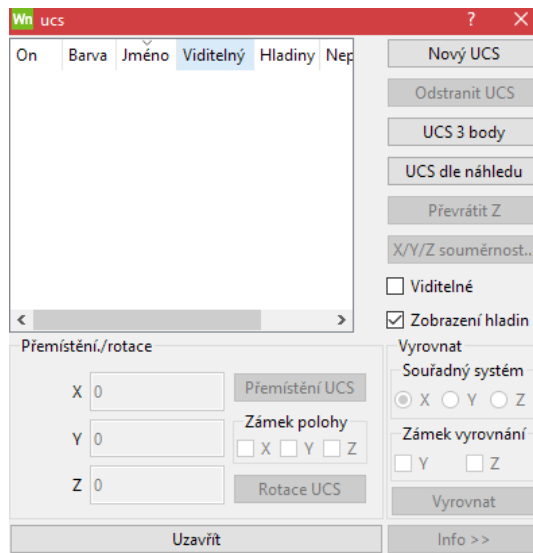 Wn ucs ? X
On Barva Jméno Viditelný Hladiny Nep
Nový UCS
Odstranit UCS
UCS 3 body
UCS dle náhledu
Převrátit Z
X/Y/Z souměrnost...
Viditelné
Zobrazení hladin
Přemístění./rotace
X 0
Y 0
Z 0
Přemístění UCS
Zámek polohy
X Y Z
Rotace UCS
Vyrovnat
Souřadný systém
X Y Z
Zámek vyrovnání
Y Z
Vyrovnat
Uzavřít
Info >>